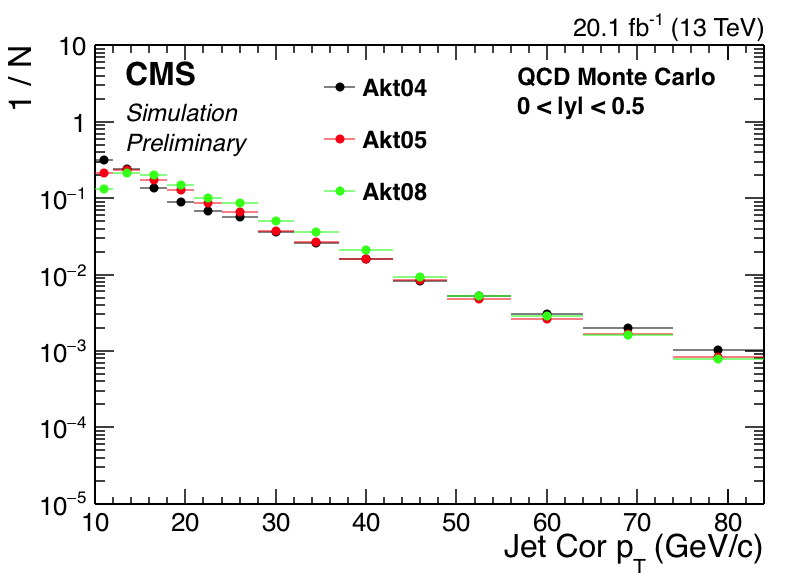 20.1 fb⁻¹ (13 TeV)
1 / N
CMS
Simulation
Preliminary
Akt04
Akt05
Akt08
QCD Monte Carlo
0 < |y| < 0.5
10
1
10⁻¹
10⁻²
10⁻³
10⁻⁴
10⁻⁵
10 20 30 40 50 60 70 80
Jet Cor p_T (GeV/c)